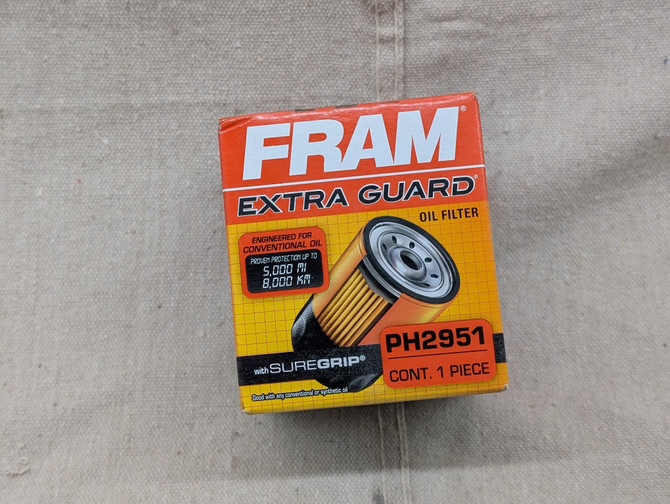 FRAM®
EXTRA GUARD®
OIL FILTER
ENGINEERED FOR
CONVENTIONAL OIL
PROVEN PROTECTION UP TO
5,000 MI
8,000 KM
PH2951
CONT. 1 PIECE
with SUREGRIP®
Good with any conventional or synthetic oil